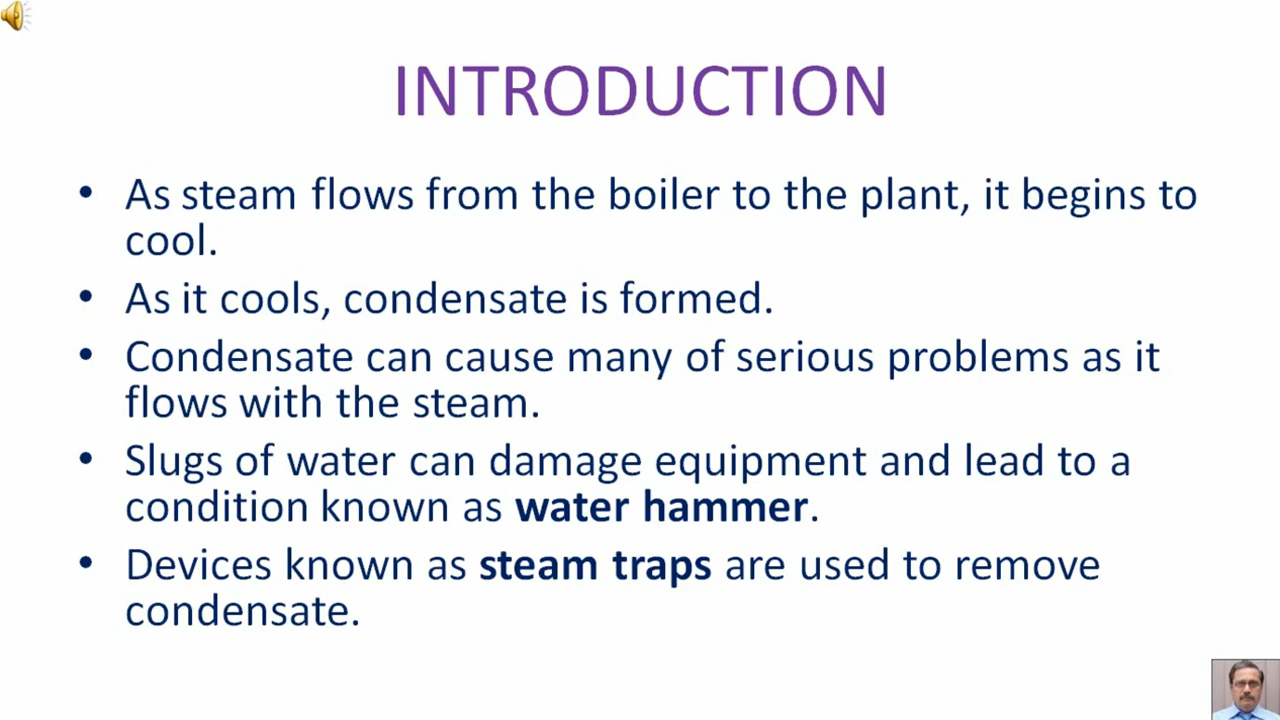 INTRODUCTION
• As steam flows from the boiler to the plant, it begins to
cool.
• As it cools, condensate is formed.
• Condensate can cause many of serious problems as it
flows with the steam.
• Slugs of water can damage equipment and lead to a
condition known as water hammer.
• Devices known as steam traps are used to remove
condensate.